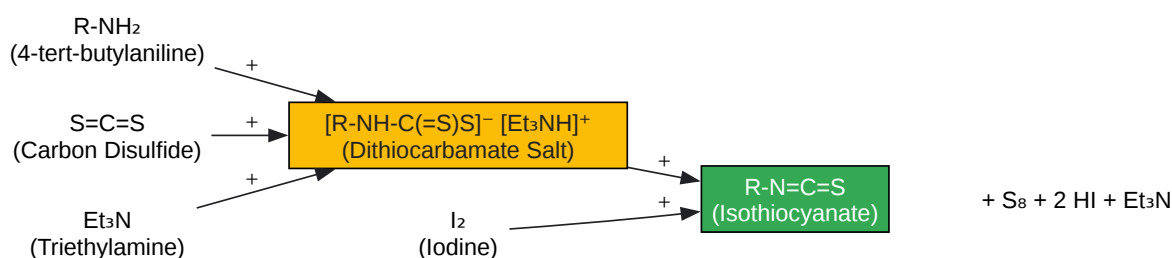 R-NH₂
(4-tert-butylaniline)
+
S=C=S
(Carbon Disulfide)
+
[R-NH-C(=S)S]⁻ [Et₃NH]⁺
(Dithiocarbamate Salt)
+
Et₃N
(Triethylamine)
+
I₂
(Iodine)
+
R-N=C=S
(Isothiocyanate)
+ S₈ + 2 HI + Et₃N